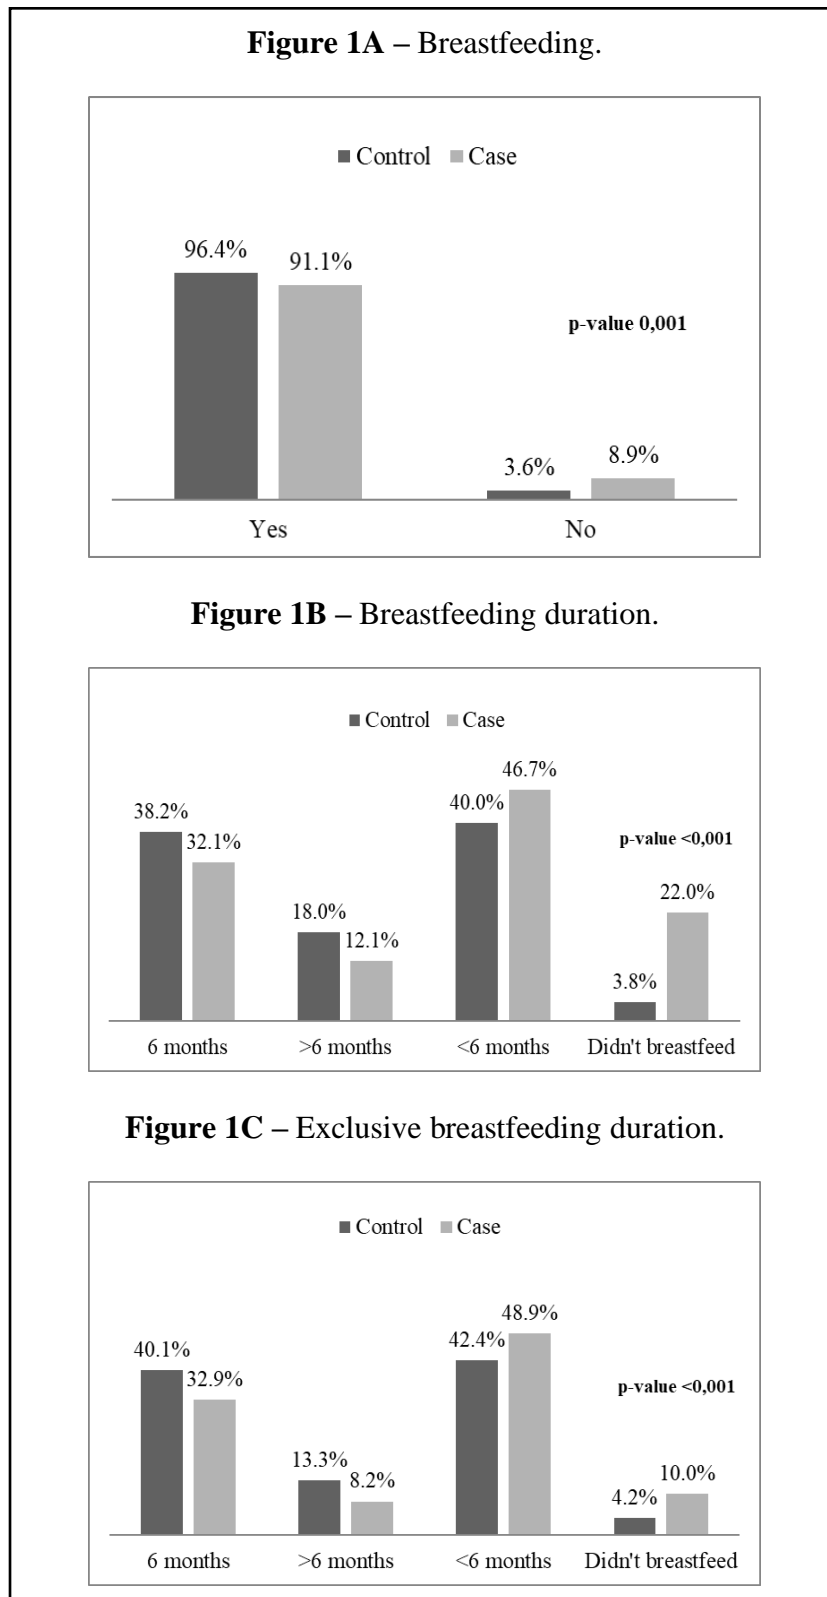 Figure 1A – Breastfeeding.
Control Case
96.4%
91.1%
p-value 0,001
3.6%
8.9%
Yes No
Figure 1B – Breastfeeding duration.
Control Case
38.2%
32.1%
18.0%
12.1%
40.0%
46.7%
p-value <0,001
3.8%
22.0%
6 months >6 months <6 months Didn't breastfeed
Figure 1C – Exclusive breastfeeding duration.
Control Case
40.1%
32.9%
13.3%
8.2%
42.4%
48.9%
p-value <0,001
4.2%
10.0%
6 months >6 months <6 months Didn't breastfeed